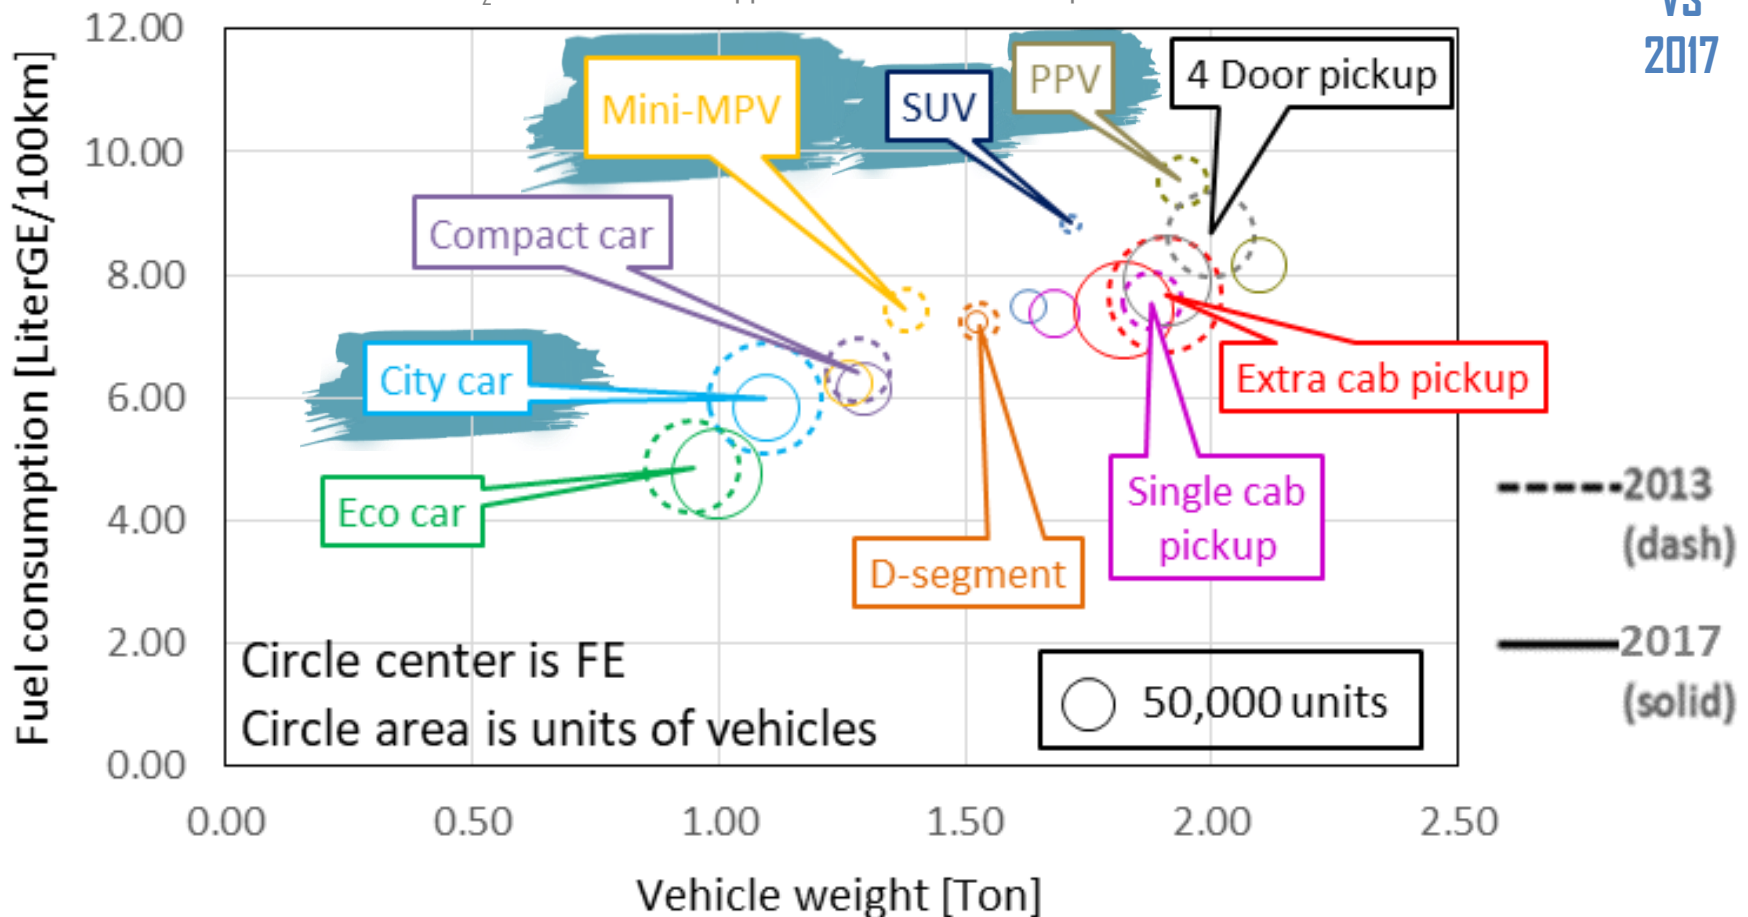 vs
2017
12.00
10.00
8.00
6.00
4.00
2.00
0.00
Fuel consumption [LiterGE/100km]
Mini-MPV
SUV
PPV
4 Door pickup
Compact car
City car
Extra cab pickup
Eco car
Single cab
pickup
D-segment
2013
(dash)
2017
(solid)
Circle center is FE
Circle area is units of vehicles
50,000 units
0.00 0.50 1.00 1.50 2.00 2.50
Vehicle weight [Ton]